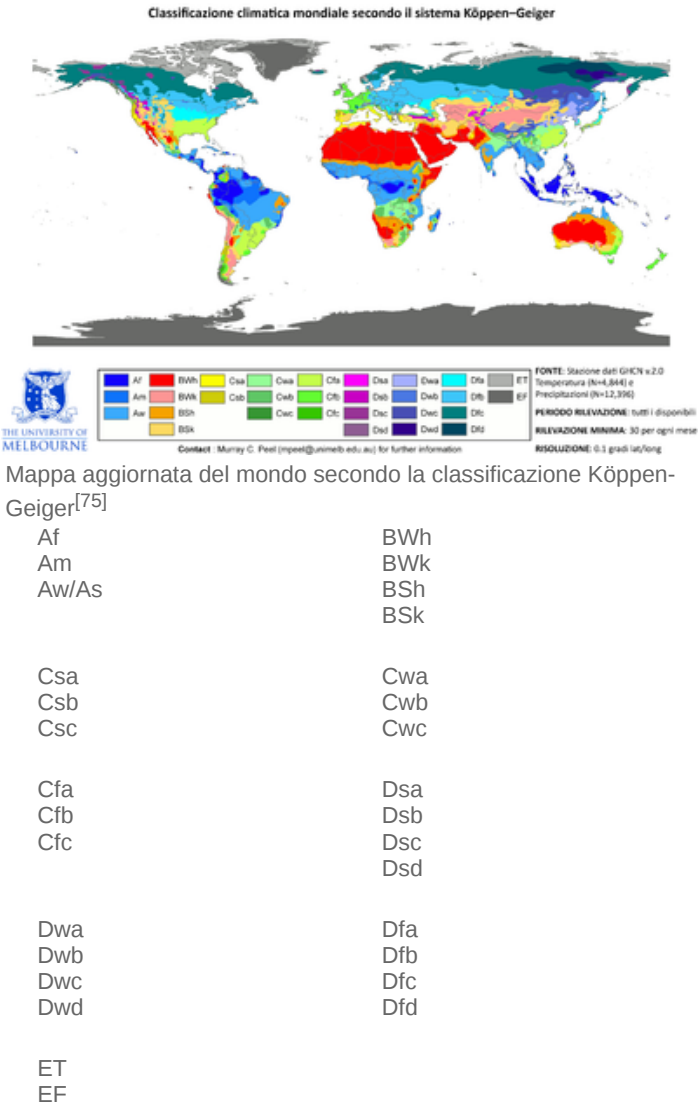 Classificazione climatica mondiale secondo il sistema Köppen–Geiger
THE UNIVERSITY OF
MELBOURNE
Af BWh Csa Cwa Cfa Dsa Dwa Dfa ET
Am BWk Csb Cwb Cfb Dsb Dwb Dfb EF
Aw BSh Cwc Cfc Dsc Dwc Dfc
BSk Dsd Dwd Dfd
Contact : Murray C. Peel (mpeel@unimelb.edu.au) for further information
FONTE: Stazione dati GHCN v.2.0
Temperatura (N=4,844) e
Precipitazioni (N=12,396)
PERIODO RILEVAZIONE: tutti i disponibili
RILEVAZIONE MINIMA: 30 per ogni mese
RISOLUZIONE: 0.1 gradi lat/long
Mappa aggiornata del mondo secondo la classificazione Köppen-
Geiger[75]
Af
Am
Aw/As
BWh
BWk
BSh
BSk
Csa
Csb
Csc
Cwa
Cwb
Cwc
Cfa
Cfb
Cfc
Dsa
Dsb
Dsc
Dsd
Dwa
Dwb
Dwc
Dwd
Dfa
Dfb
Dfc
Dfd
ET
EF